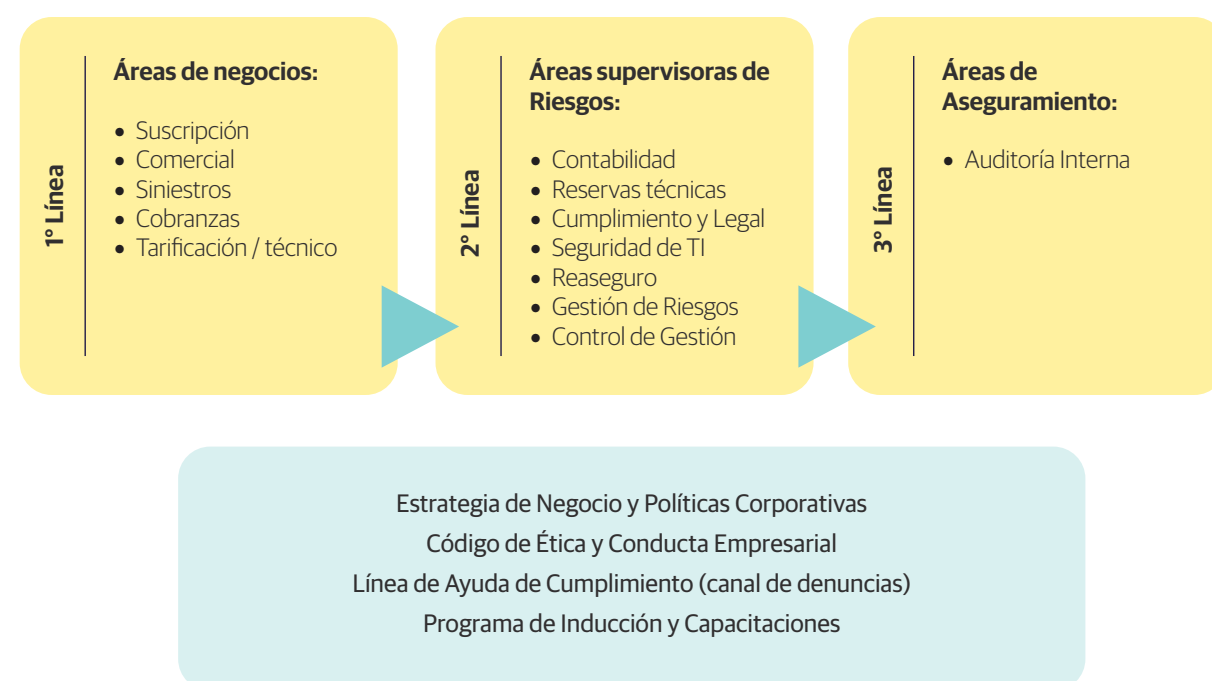 1° Línea
Áreas de negocios:
• Suscripción
• Comercial
• Siniestros
• Cobranzas
• Tarificación / técnico
2° Línea
Áreas supervisoras de
Riesgos:
• Contabilidad
• Reservas técnicas
• Cumplimiento y Legal
• Seguridad de TI
• Reaseguro
• Gestión de Riesgos
• Control de Gestión
3° Línea
Áreas de
Aseguramiento:
• Auditoría Interna
Estrategia de Negocio y Políticas Corporativas
Código de Ética y Conducta Empresarial
Línea de Ayuda de Cumplimiento (canal de denuncias)
Programa de Inducción y Capacitaciones